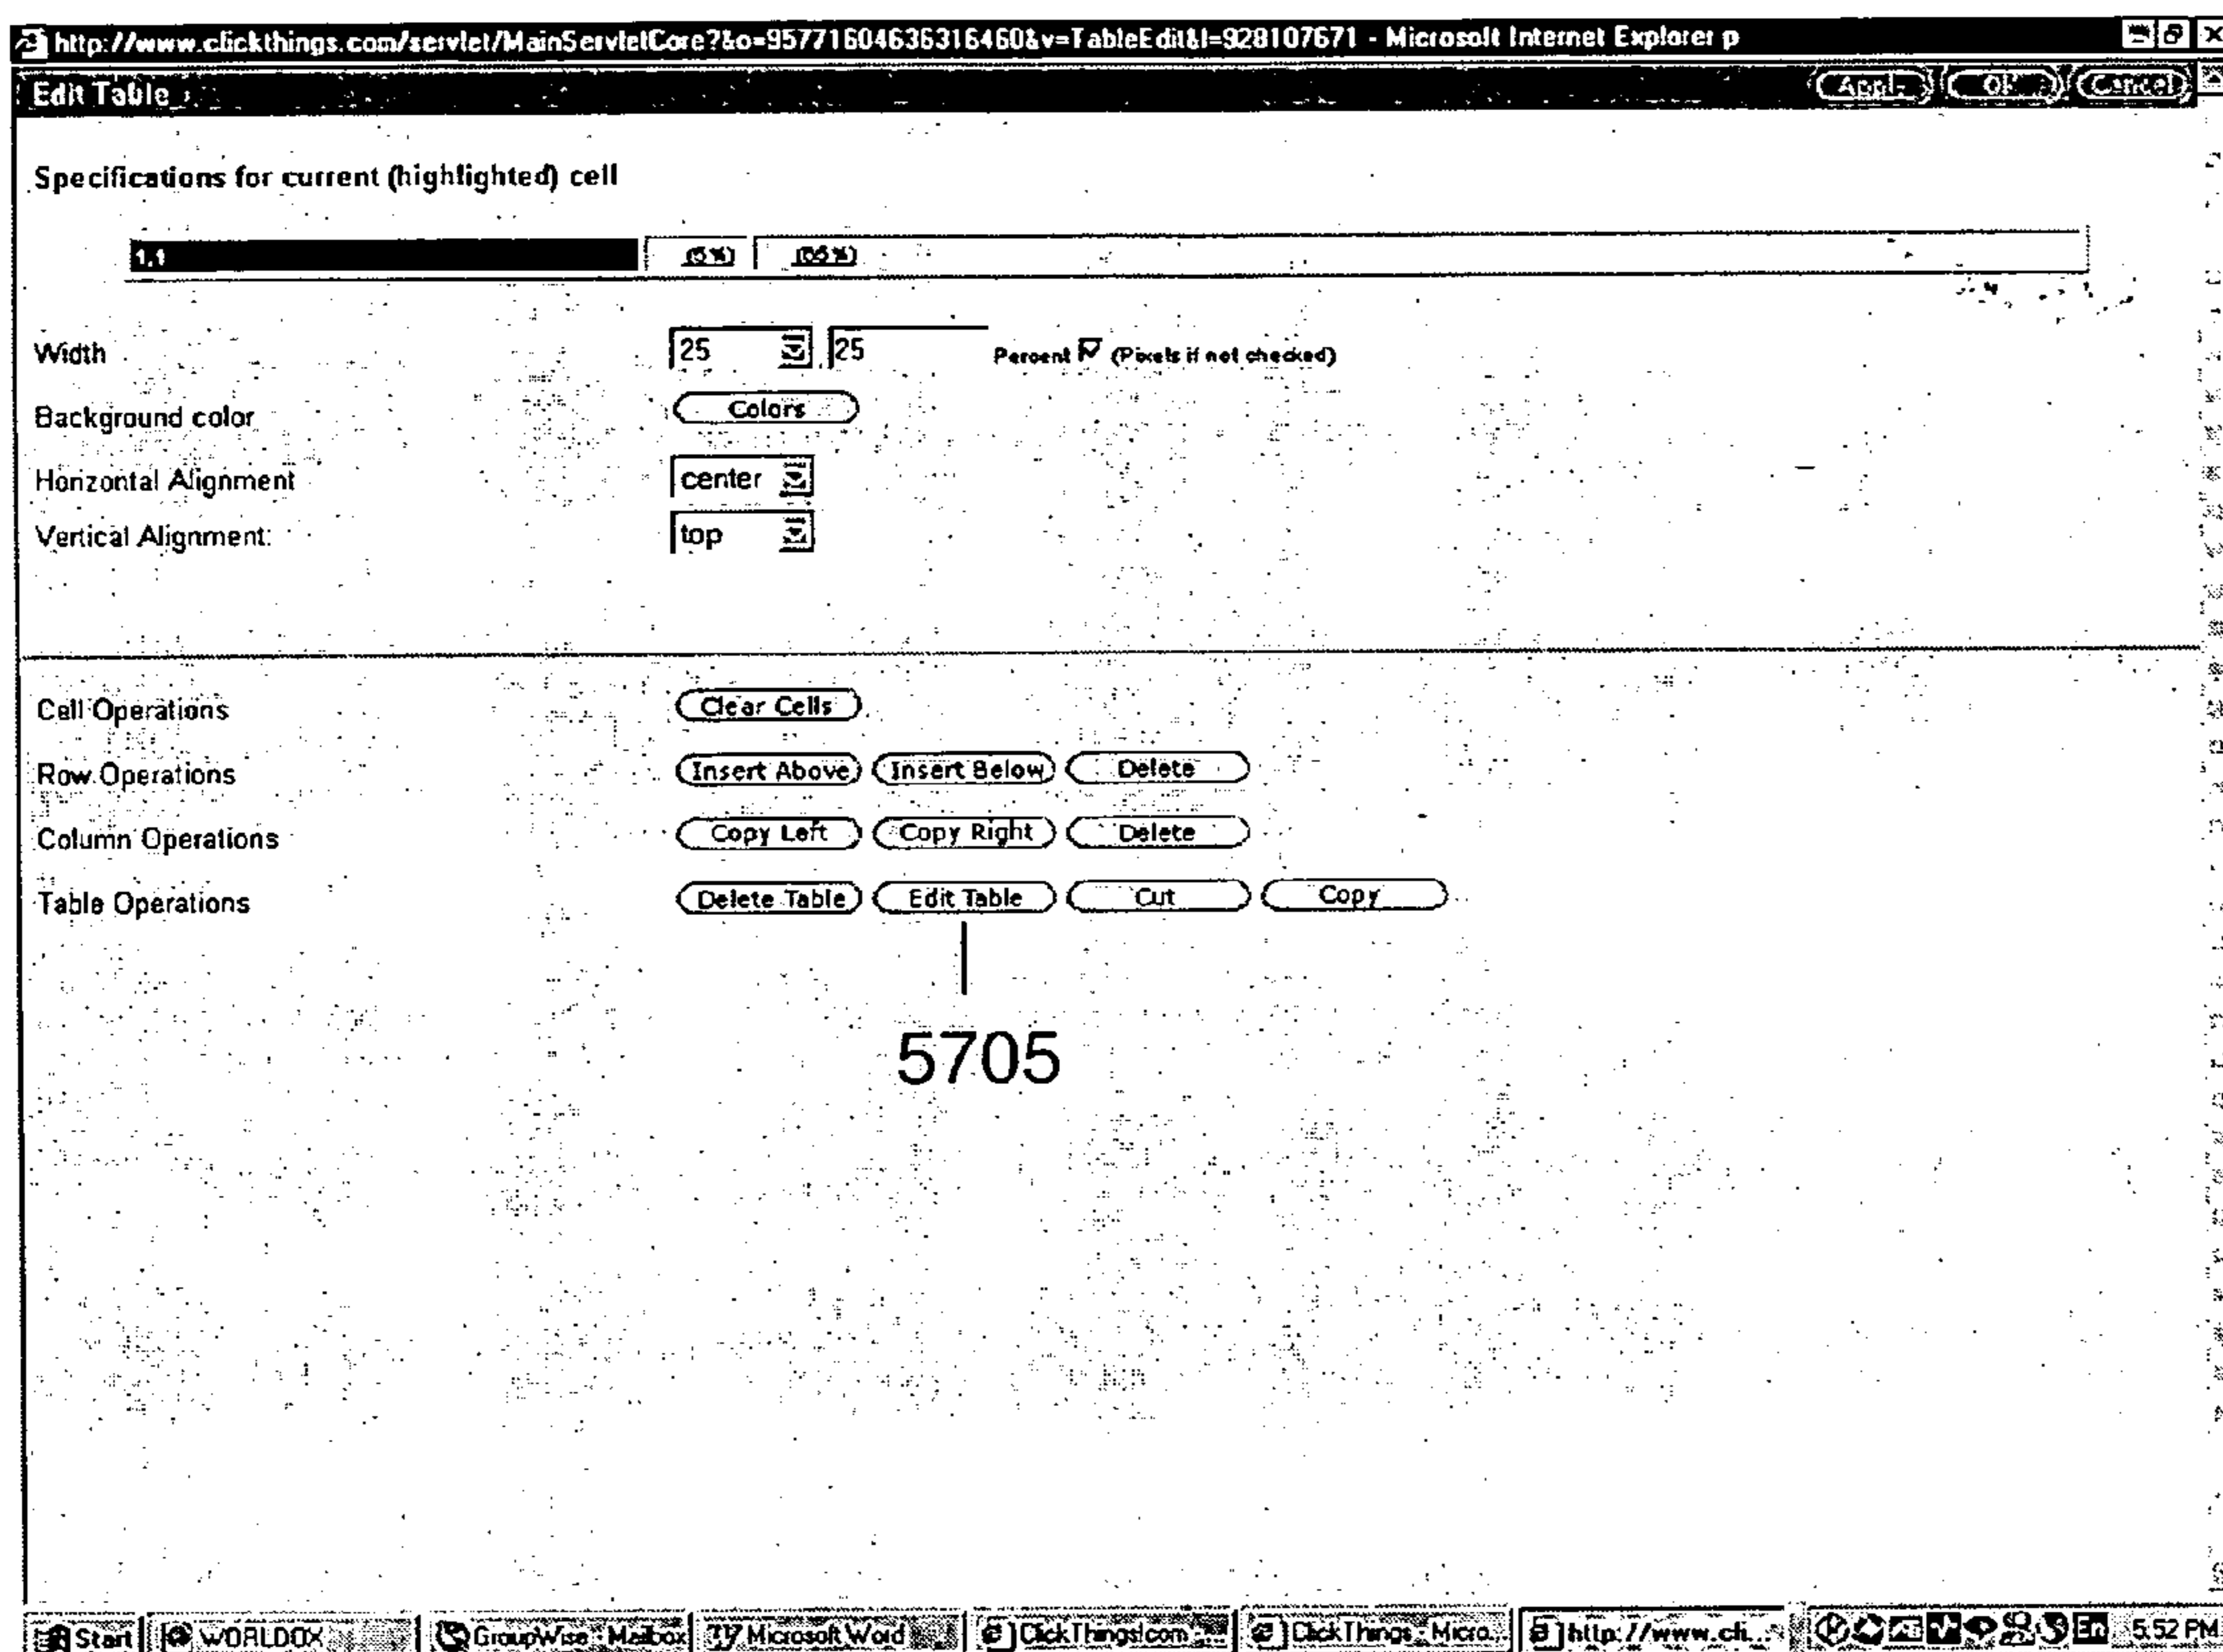 http://www.clickthings.com/servlet/MainServletCore?&o=95771604636316460&v=TableEdit&l=928107671 - Microsoft Internet Explorer p
Edit Table Apply OK Cancel
Specifications for current (highlighted) cell
1,1 (5%)
Width 25 25 Percent (Pixels if not checked)
Background color Colors
Horizontal Alignment center
Vertical Alignment: top
Cell Operations Clear Cells
Row Operations Insert Above Insert Below Delete
Column Operations Copy Left Copy Right Delete
Table Operations Delete Table Edit Table Cut Copy
5705
Start WORLDOX GroupWise - Mailbox Microsoft Word ClickThings!com ClickThings - Micro... http://www.cli... En 5:52 PM